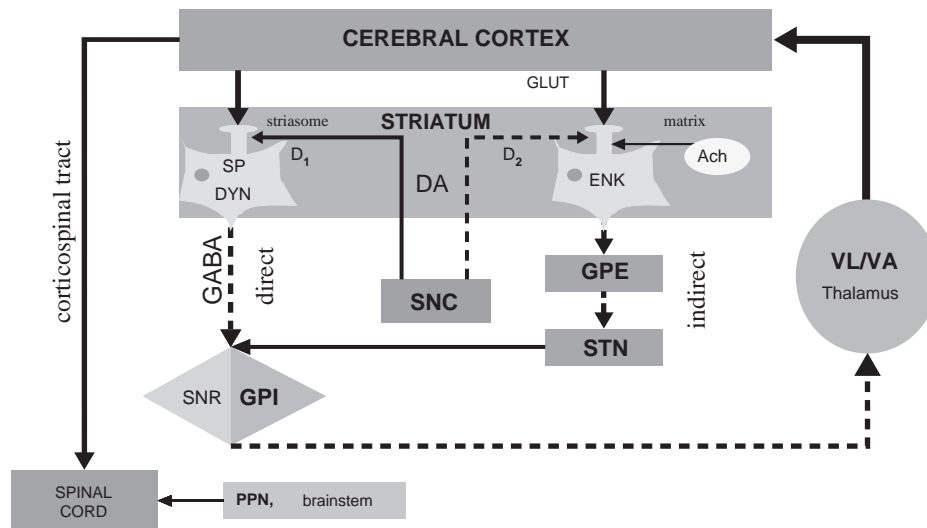 CEREBRAL CORTEX
GLUT
striasome
STRIATUM
matrix
D1
D2
Ach
SP
DYN
DA
ENK
corticospinal tract
GABA
direct
SNC
GPE
indirect
VL/VA
Thalamus
STN
SNR
GPI
SPINAL
CORD
PPN, brainstem